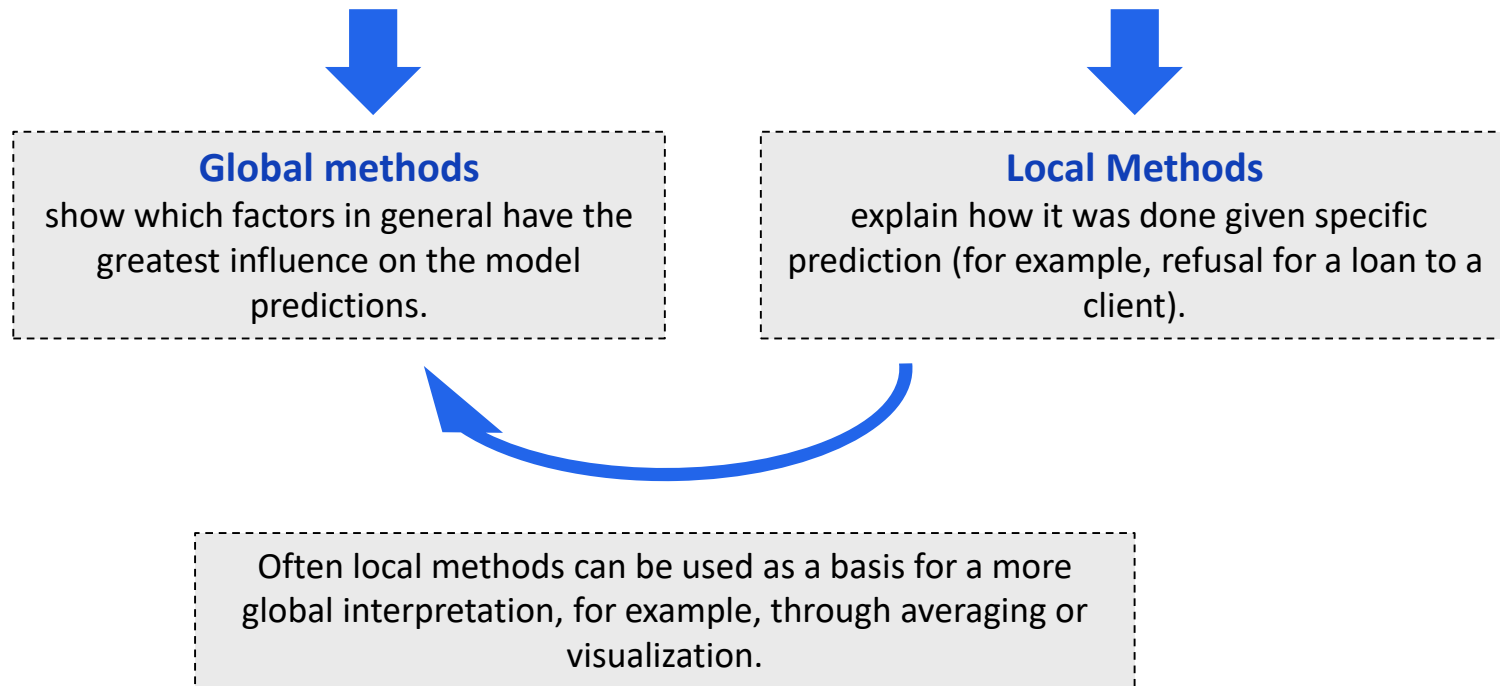 Global methods
show which factors in general have the
greatest influence on the model
predictions.
Local Methods
explain how it was done given specific
prediction (for example, refusal for a loan to a
client).
Often local methods can be used as a basis for a more
global interpretation, for example, through averaging or
visualization.